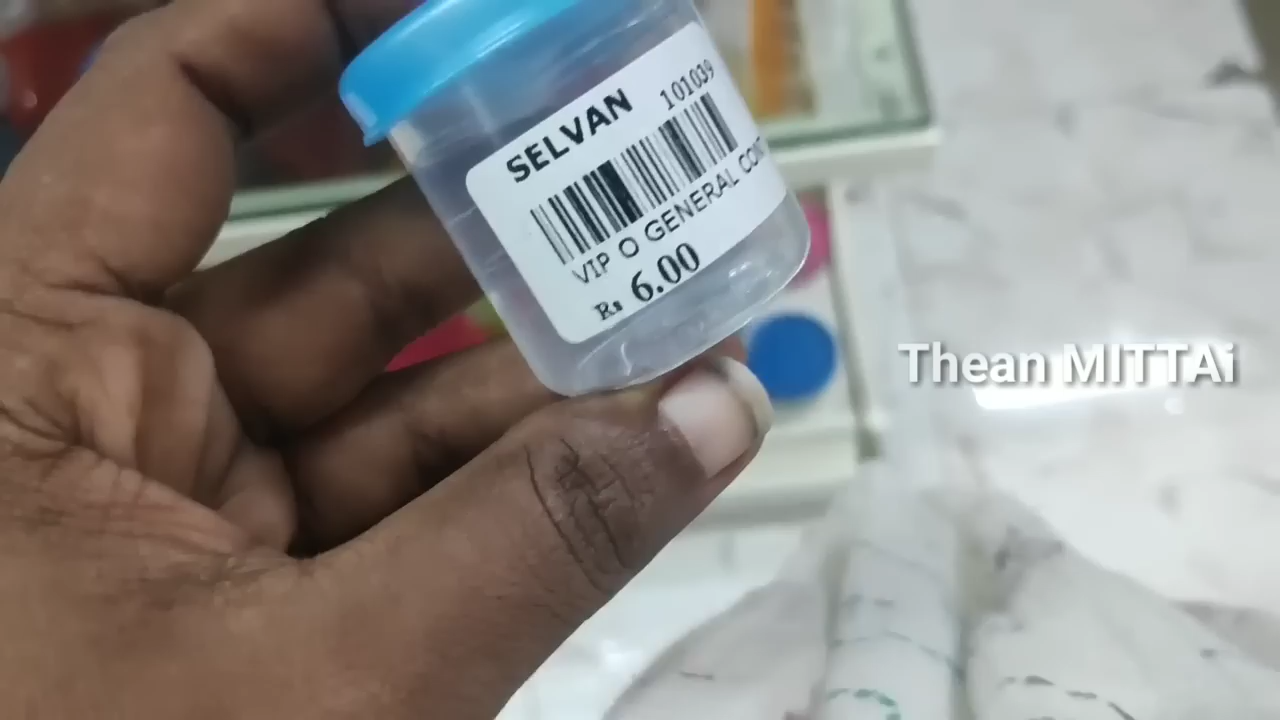 SELVAN 101039
VIP O GENERAL
Rs 6.00
Thean MITTAi